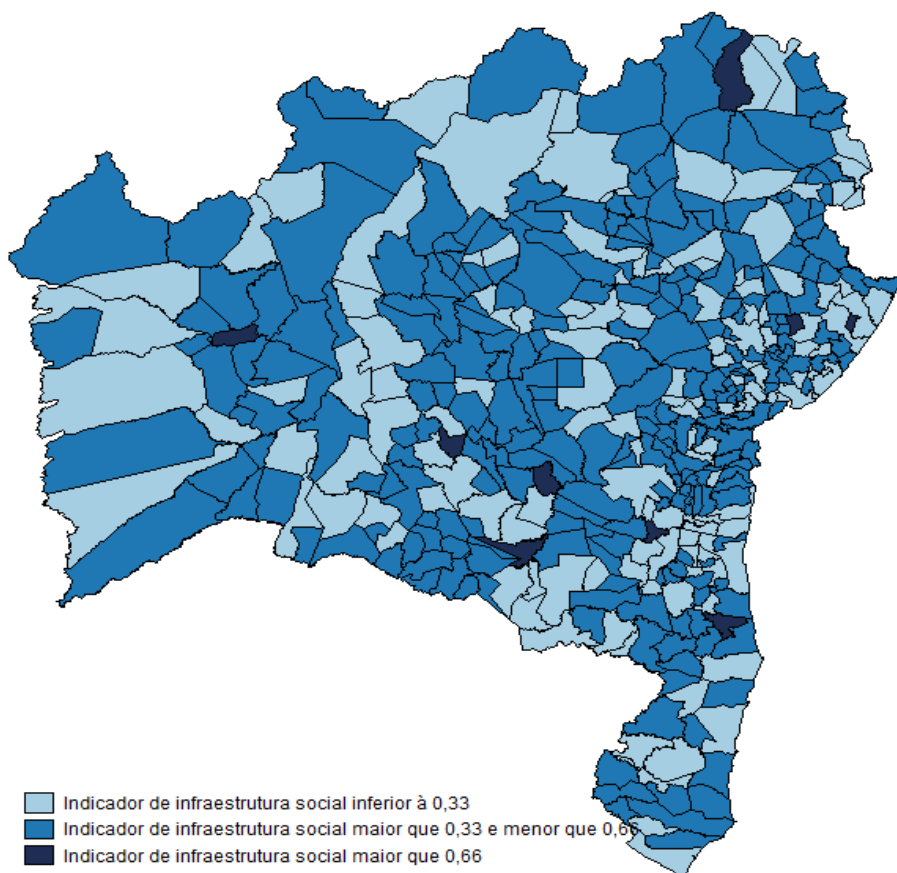 Indicador de infraestrutura social inferior à 0,33
Indicador de infraestrutura social maior que 0,33 e menor que 0,66
Indicador de infraestrutura social maior que 0,66